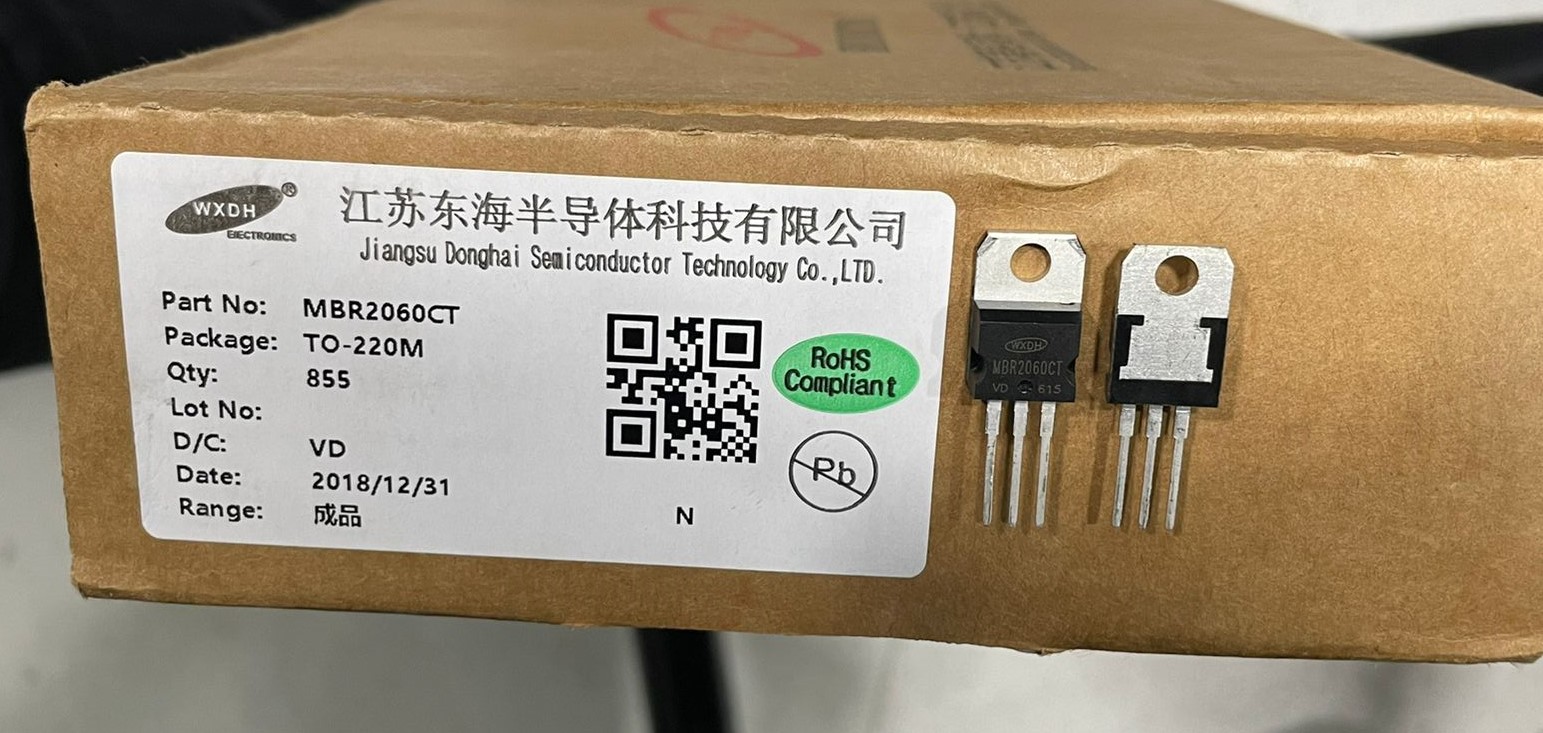 WXDH ®
ELECTRONICS
江苏东海半导体科技有限公司
Jiangsu Donghai Semiconductor Technology Co.,LTD.
Part No: MBR2060CT
Package: TO-220M
Qty: 855
Lot No:
D/C: VD
Date: 2018/12/31
Range: 成品
N
RoHS
Compliant
Pb
WXDH
MBR2060CT
VD 615